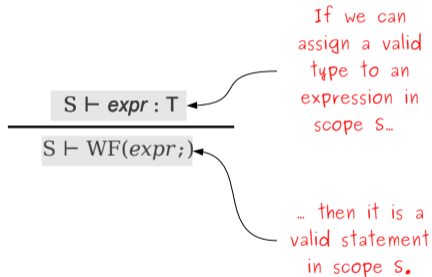 If we can
assign a valid
type to an
expression in
scope S...
S ⊢ expr : T
S ⊢ WF(expr;)
... then it is a
valid statement
in scope S.